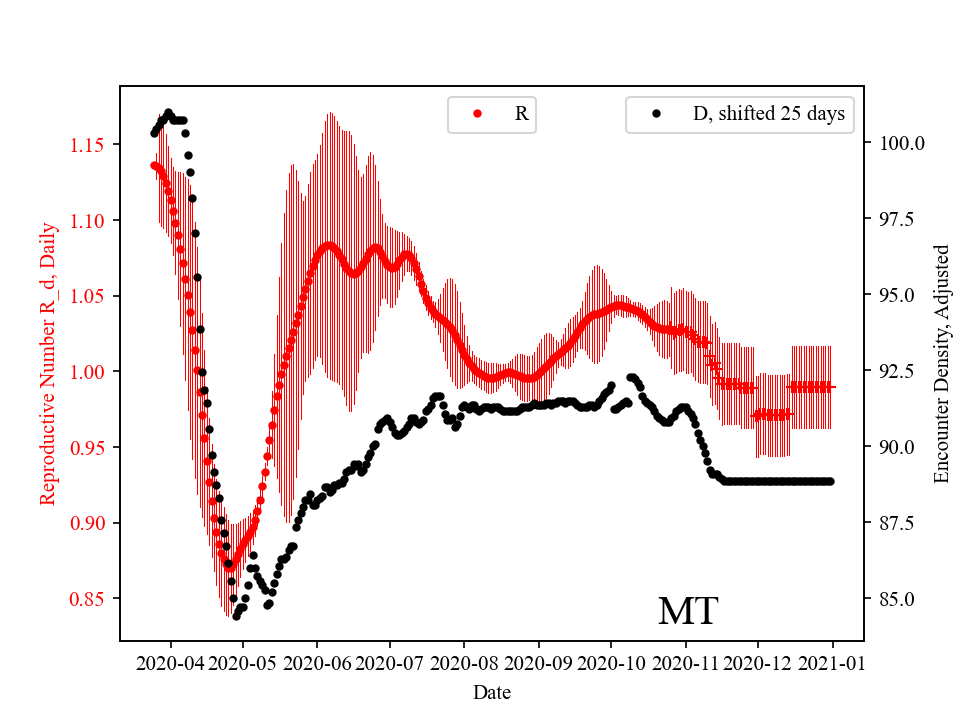 R
D, shifted 25 days
Reproductive Number R_d, Daily
1.15
1.10
1.05
1.00
0.95
0.90
0.85
100.0
97.5
95.0
92.5
90.0
87.5
85.0
Encounter Density, Adjusted
MT
2020-04 2020-05 2020-06 2020-07 2020-08 2020-09 2020-10 2020-11 2020-12 2021-01
Date